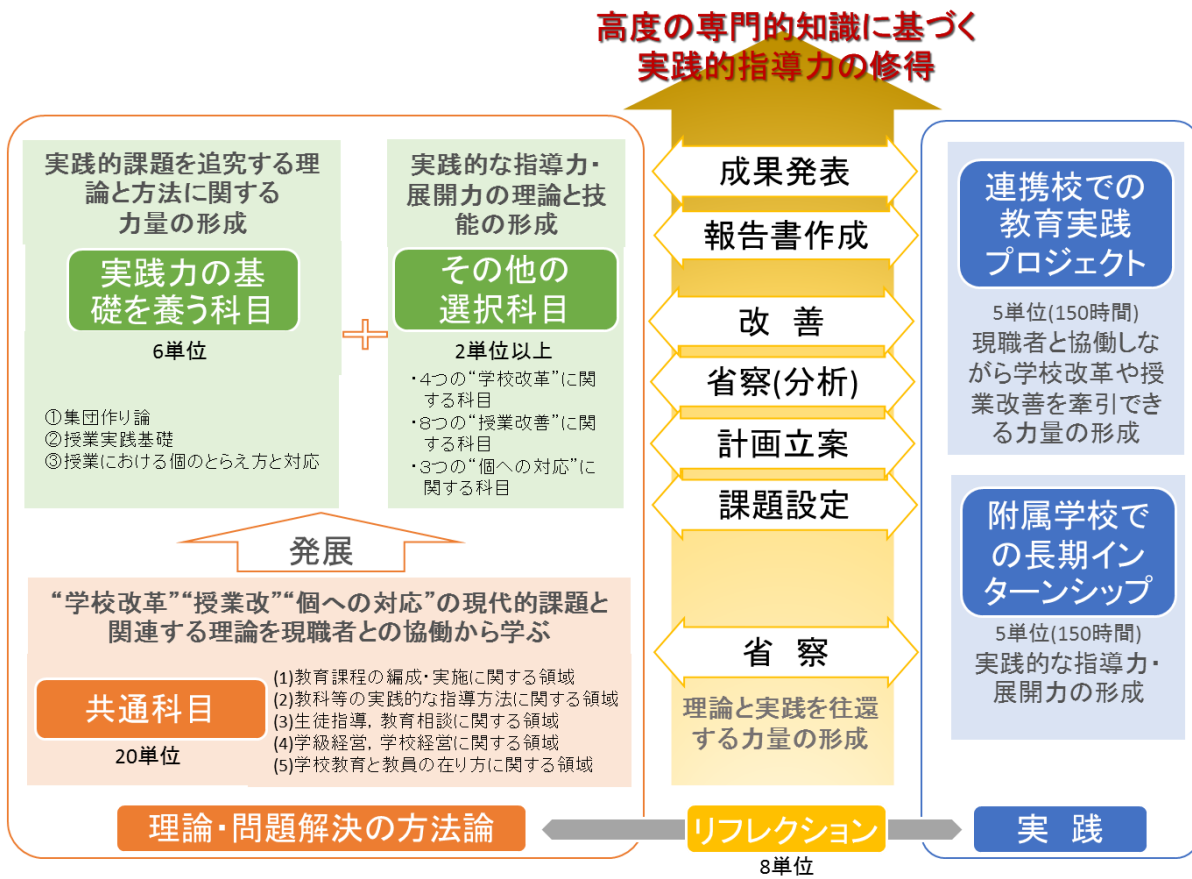 高度の専門的知識に基づく
実践的指導力の修得
実践的課題を追究する理
論と方法に関する
力量の形成
実践力の基
礎を養う科目
6単位
①集団作り論
②授業実践基礎
③授業における個のとらえ方と対応
実践的な指導力・
展開力の理論と技
能の形成
その他の
選択科目
2単位以上
・4つの“学校改革”に関
する科目
・8つの“授業改善”に関
する科目
・3つの“個への対応”に
関する科目
発展
“学校改革”“授業改”“個への対応”の現代的課題と
関連する理論を現職者との協働から学ぶ
共通科目
20単位
(1)教育課程の編成・実施に関する領域
(2)教科等の実践的な指導方法に関する領域
(3)生徒指導，教育相談に関する領域
(4)学級経営，学校経営に関する領域
(5)学校教育と教員の在り方に関する領域
理論・問題解決の方法論
成果発表
報告書作成
改 善
省察(分析)
計画立案
課題設定
省 察
理論と実践を往還
する力量の形成
リフレクション
8単位
連携校での
教育実践
プロジェクト
5単位(150時間)
現職者と協働しな
がら学校改革や授
業改善を牽引でき
る力量の形成
附属学校で
の長期イン
ターンシップ
5単位(150時間)
実践的な指導力・
展開力の形成
実 践